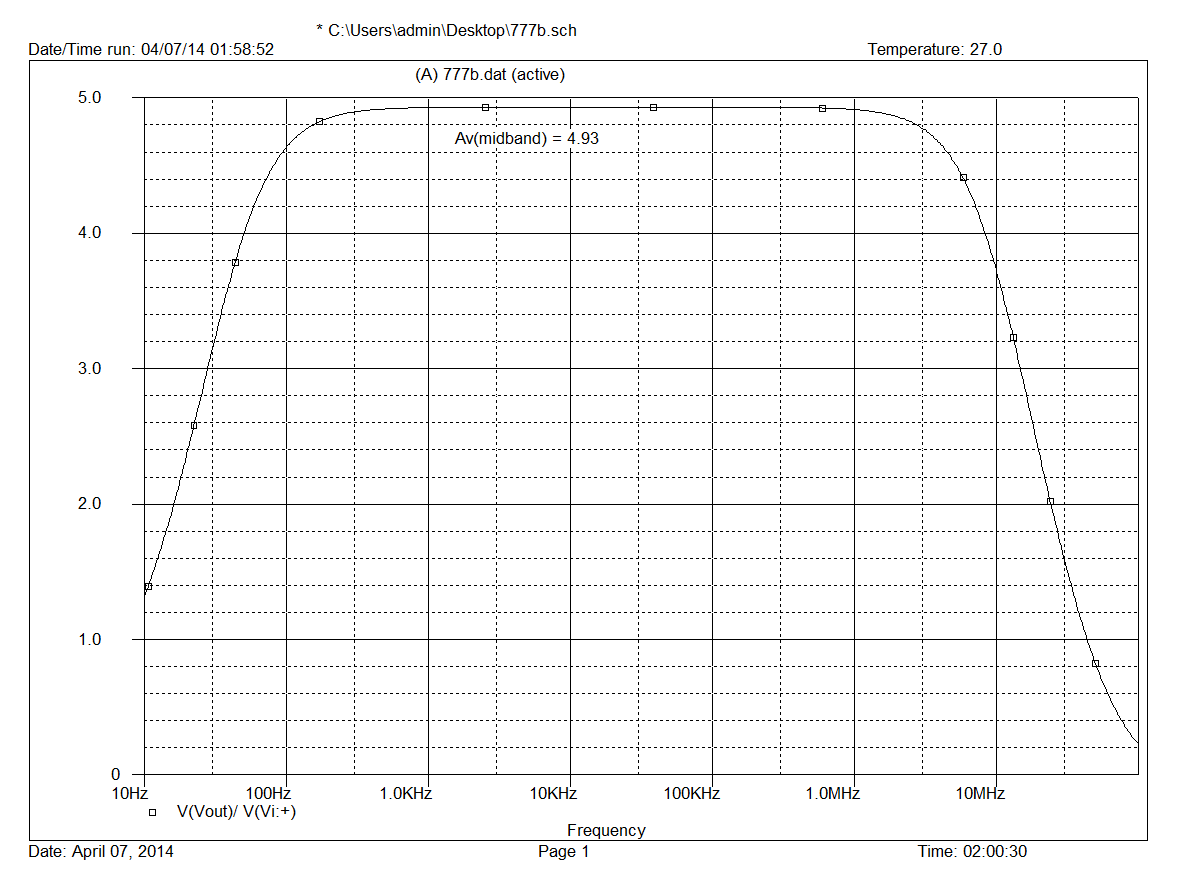 * C:\Users\admin\Desktop\777b.sch
Date/Time run: 04/07/14 01:58:52 Temperature: 27.0
(A) 777b.dat (active)
5.0
Av(midband) = 4.93
4.0
3.0
2.0
1.0
0
10Hz 100Hz 1.0KHz 10KHz 100KHz 1.0MHz 10MHz
V(Vout)/ V(Vi:+)
Frequency
Date: April 07, 2014 Page 1 Time: 02:00:30